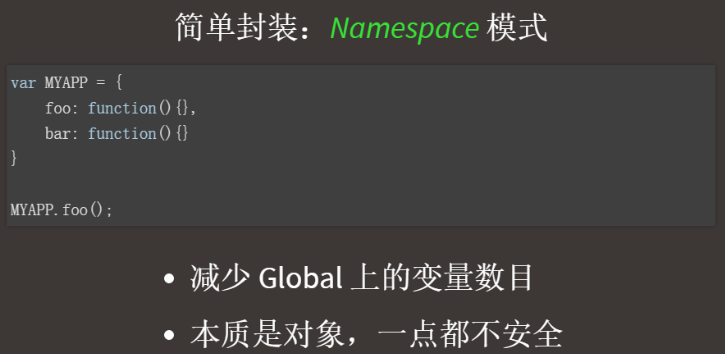 简单封装：Namespace 模式
var MYAPP = {
    foo: function(){},
    bar: function(){}
}
MYAPP.foo();
• 减少 Global 上的变量数目
• 本质是对象，一点都不安全